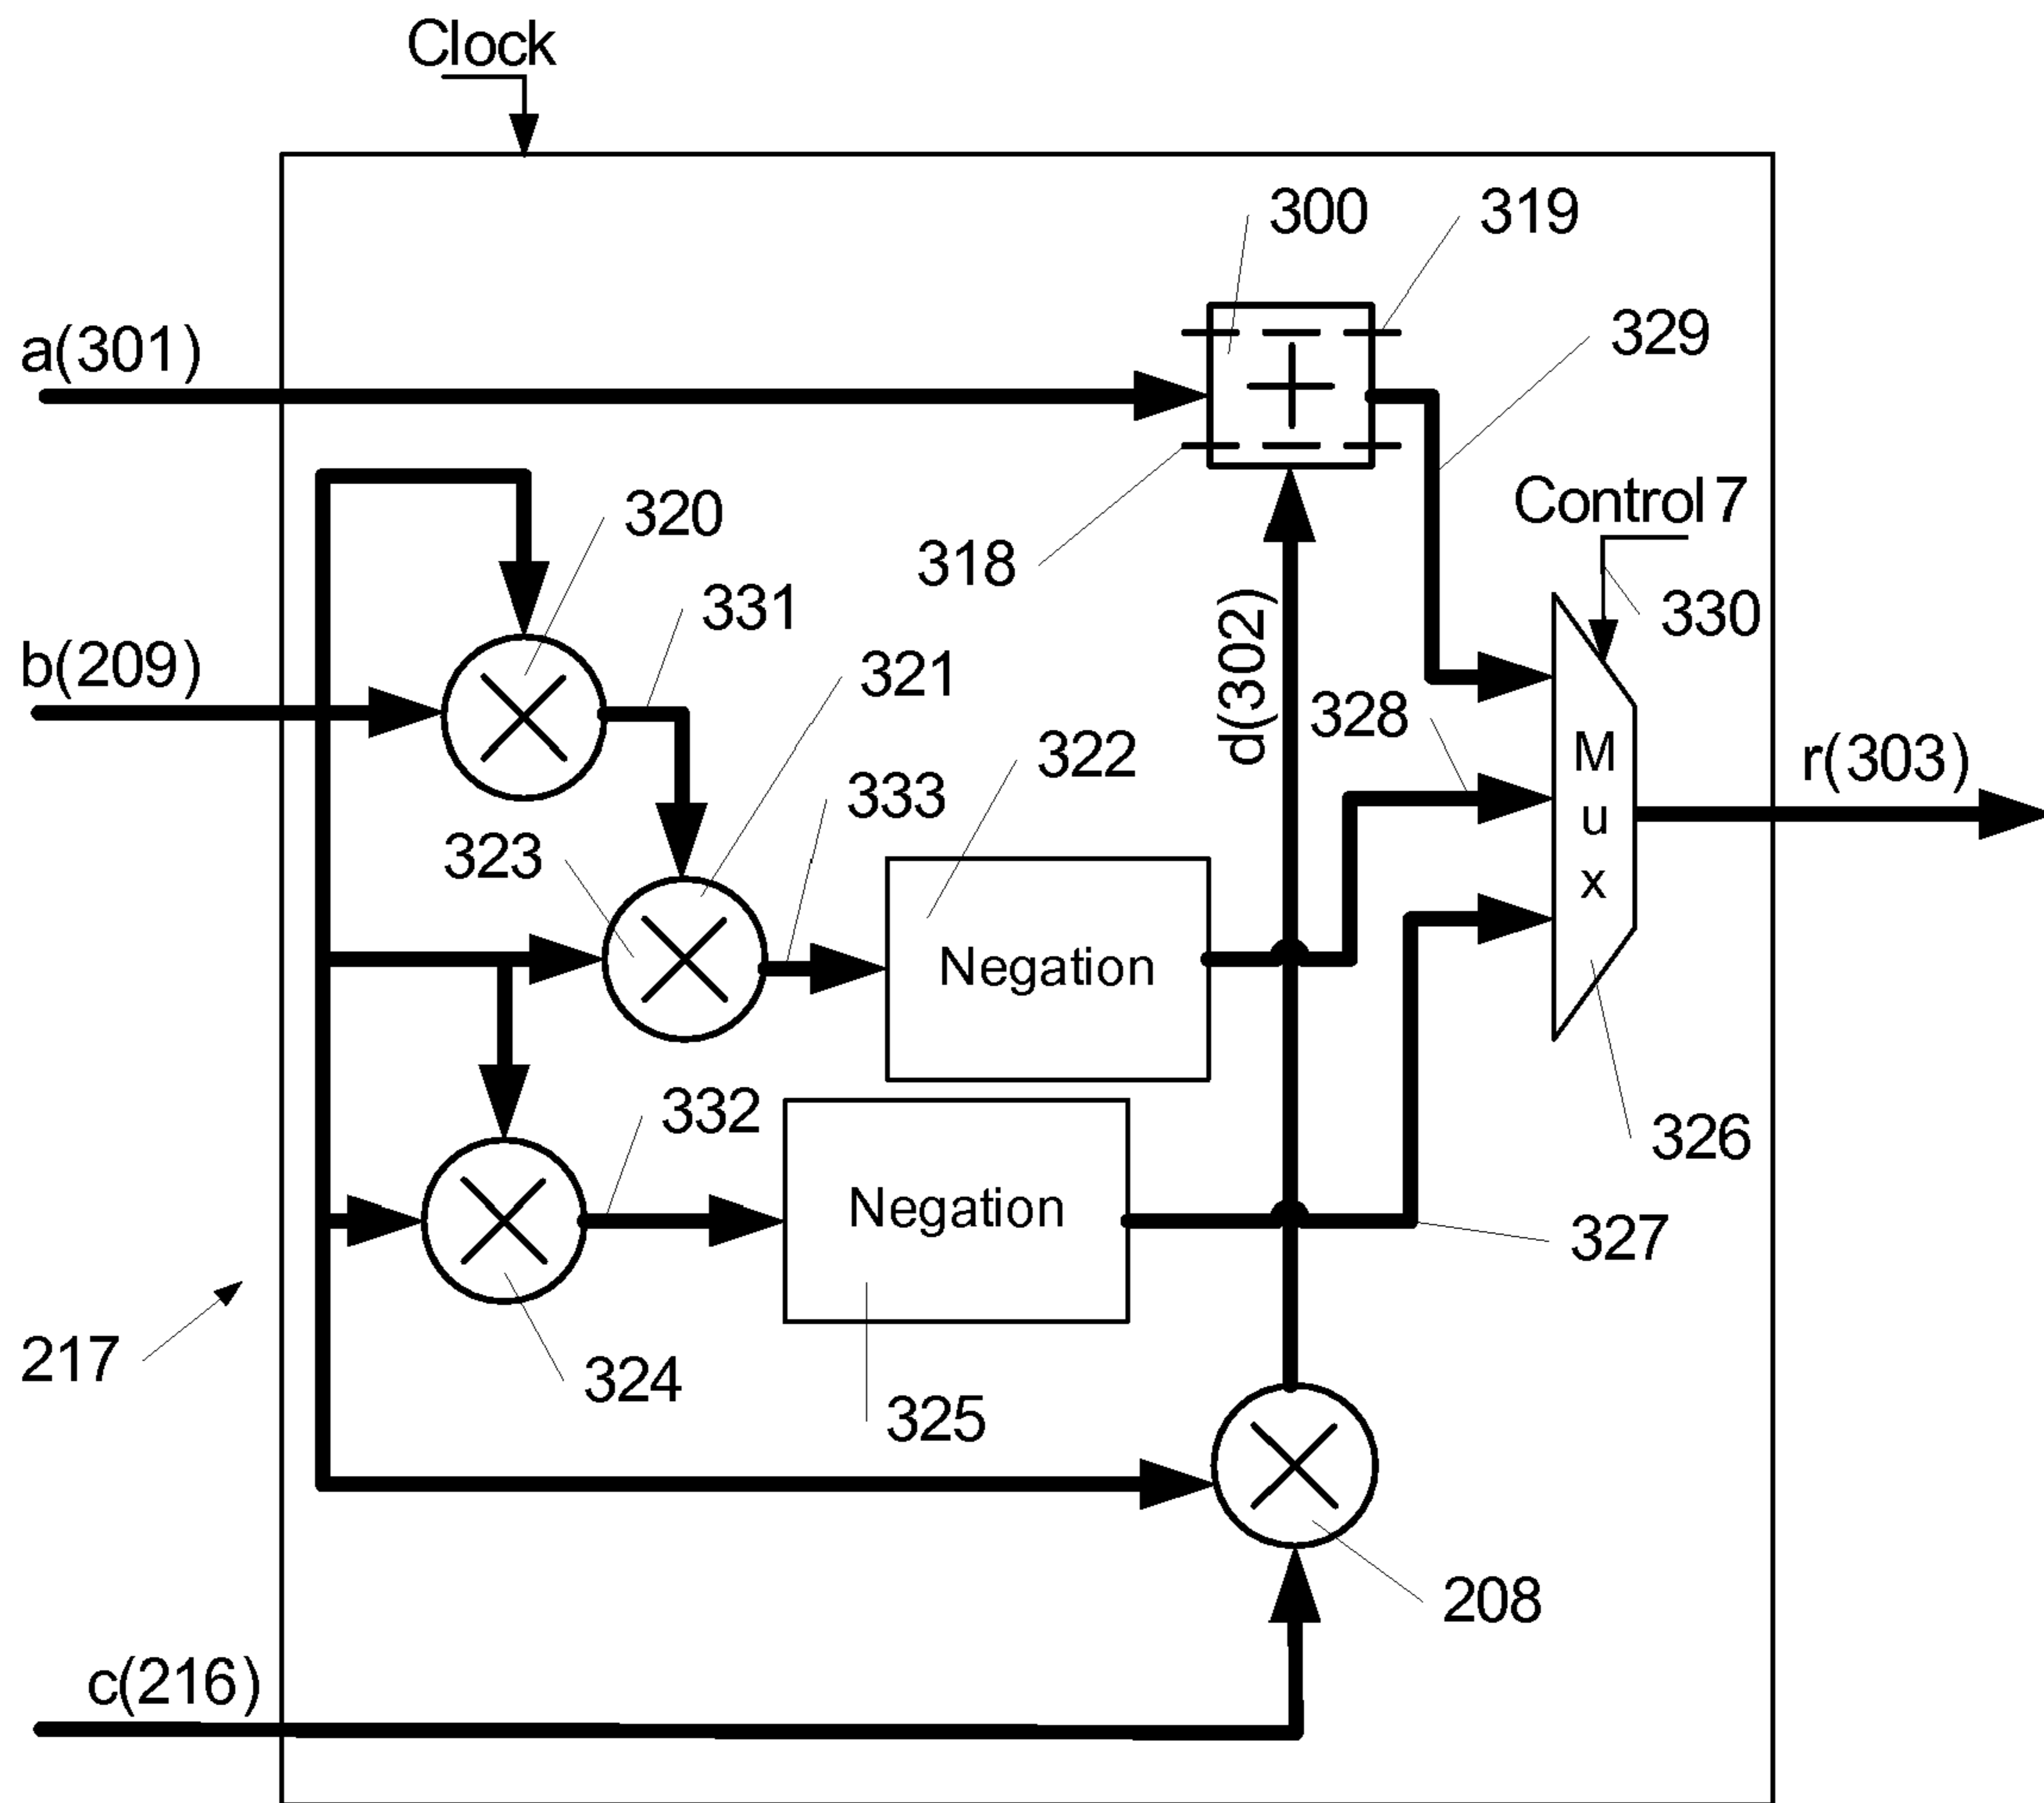 Clock
300
319
a(301)
329
320
Control 7
318
331
330
b(209)
321
d(302)
328
322
M
u
x
r(303)
333
323
Negation
332
326
Negation
327
217
324
325
208
c(216)